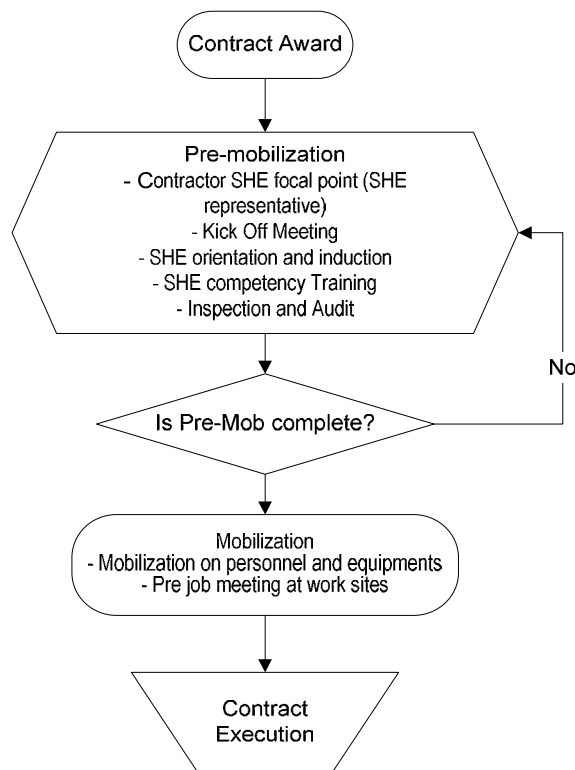 Contract Award
Pre-mobilization
- Contractor SHE focal point (SHE
representative)
- Kick Off Meeting
- SHE orientation and induction
- SHE competency Training
- Inspection and Audit
No
Is Pre-Mob complete?
Mobilization
- Mobilization on personnel and equipments
- Pre job meeting at work sites
Contract
Execution